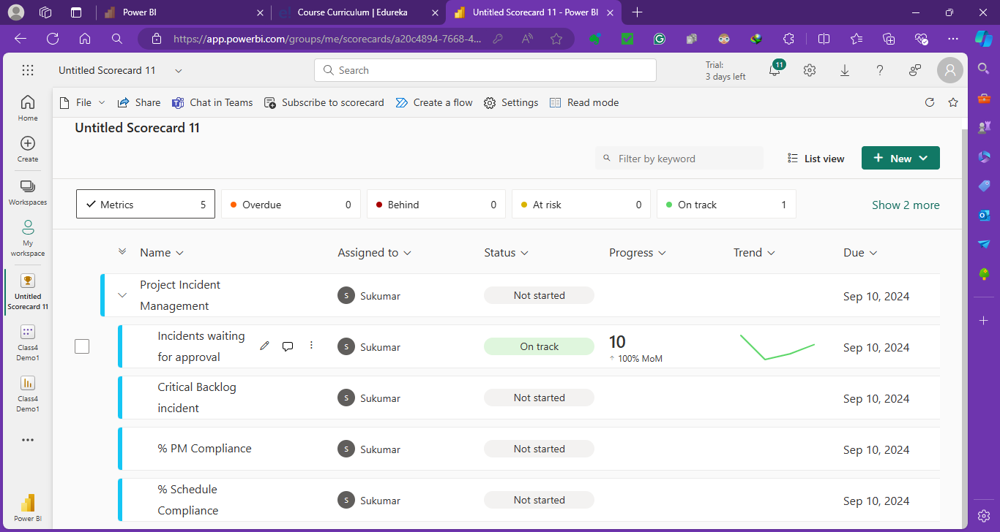 Power BI
Course Curriculum | Edureka
Untitled Scorecard 11 - Power BI
https://app.powerbi.com/groups/me/scorecards/a20c4894-7668-4...
Untitled Scorecard 11
Search
Trial:
3 days left
11
File
Share
Chat in Teams
Subscribe to scorecard
Create a flow
Settings
Read mode
Home
Create
Workspaces
My
workspace
Untitled
Scorecard 11
Class4
Demo1
Class4
Demo1
Power BI
Untitled Scorecard 11
Filter by keyword
List view
New
Metrics 5
Overdue 0
Behind 0
At risk 0
On track 1
Show 2 more
Name Assigned to Status Progress Trend Due
Project Incident
Management
S Sukumar
Not started
Sep 10, 2024
Incidents waiting
for approval
S Sukumar
On track
10
↑ 100% MoM
Sep 10, 2024
Critical Backlog
incident
S Sukumar
Not started
Sep 10, 2024
% PM Compliance
S Sukumar
Not started
Sep 10, 2024
% Schedule
Compliance
S Sukumar
Not started
Sep 10, 2024